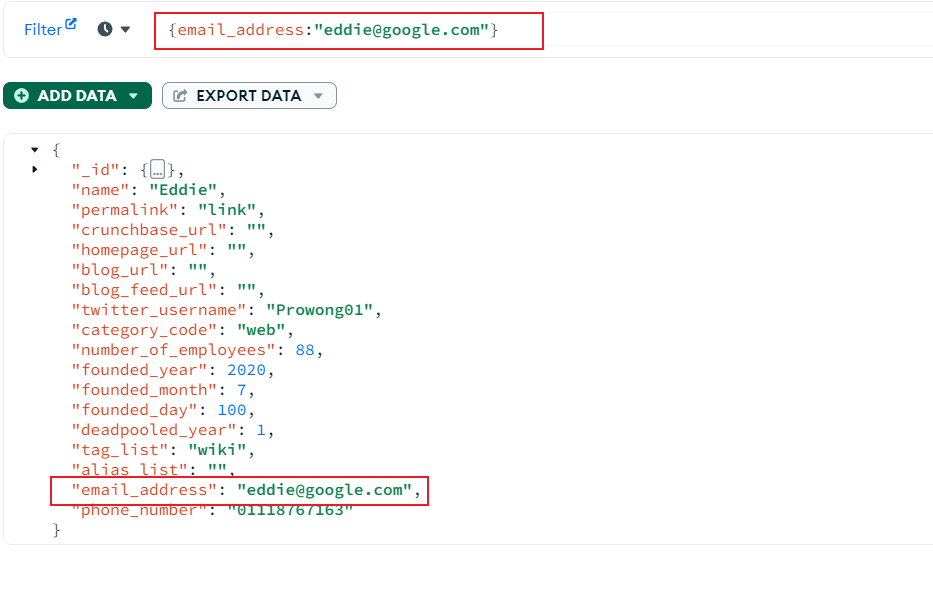 Filter {email_address:"eddie@google.com"}
ADD DATA EXPORT DATA
{
"_id": {…},
"name": "Eddie",
"permalink": "link",
"crunchbase_url": "",
"homepage_url": "",
"blog_url": "",
"blog_feed_url": "",
"twitter_username": "Prowong01",
"category_code": "web",
"number_of_employees": 88,
"founded_year": 2020,
"founded_month": 7,
"founded_day": 100,
"deadpooled_year": 1,
"tag_list": "wiki",
"alias_list": "",
"email_address": "eddie@google.com",
"phone_number": "01118767163"
}